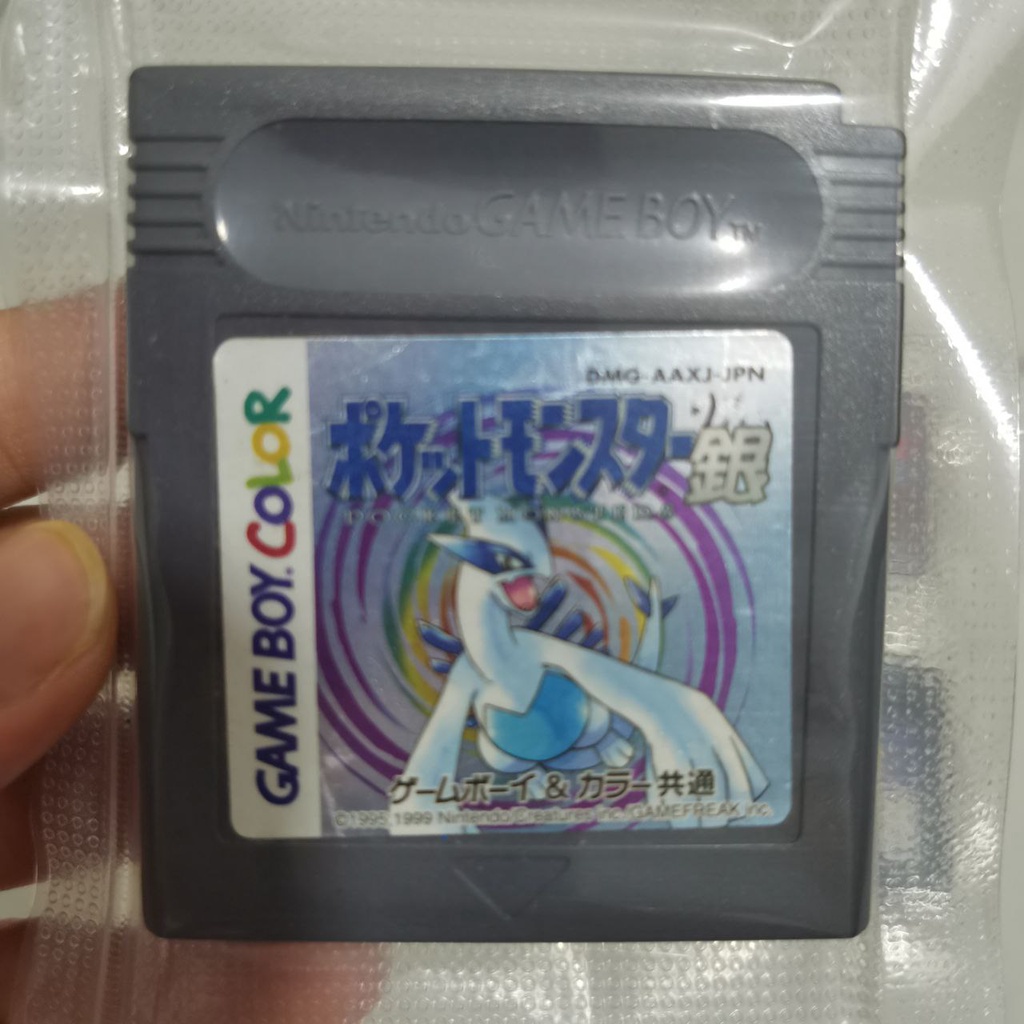 Nintendo GAME BOY TM
GAME BOY COLOR
DMG-AAXJ-JPN
ポケットモンスター銀
POCKET MONSTERS
ゲームボーイ & カラー共通
©1995 1999 Nintendo/Creatures inc./GAMEFREAK inc.